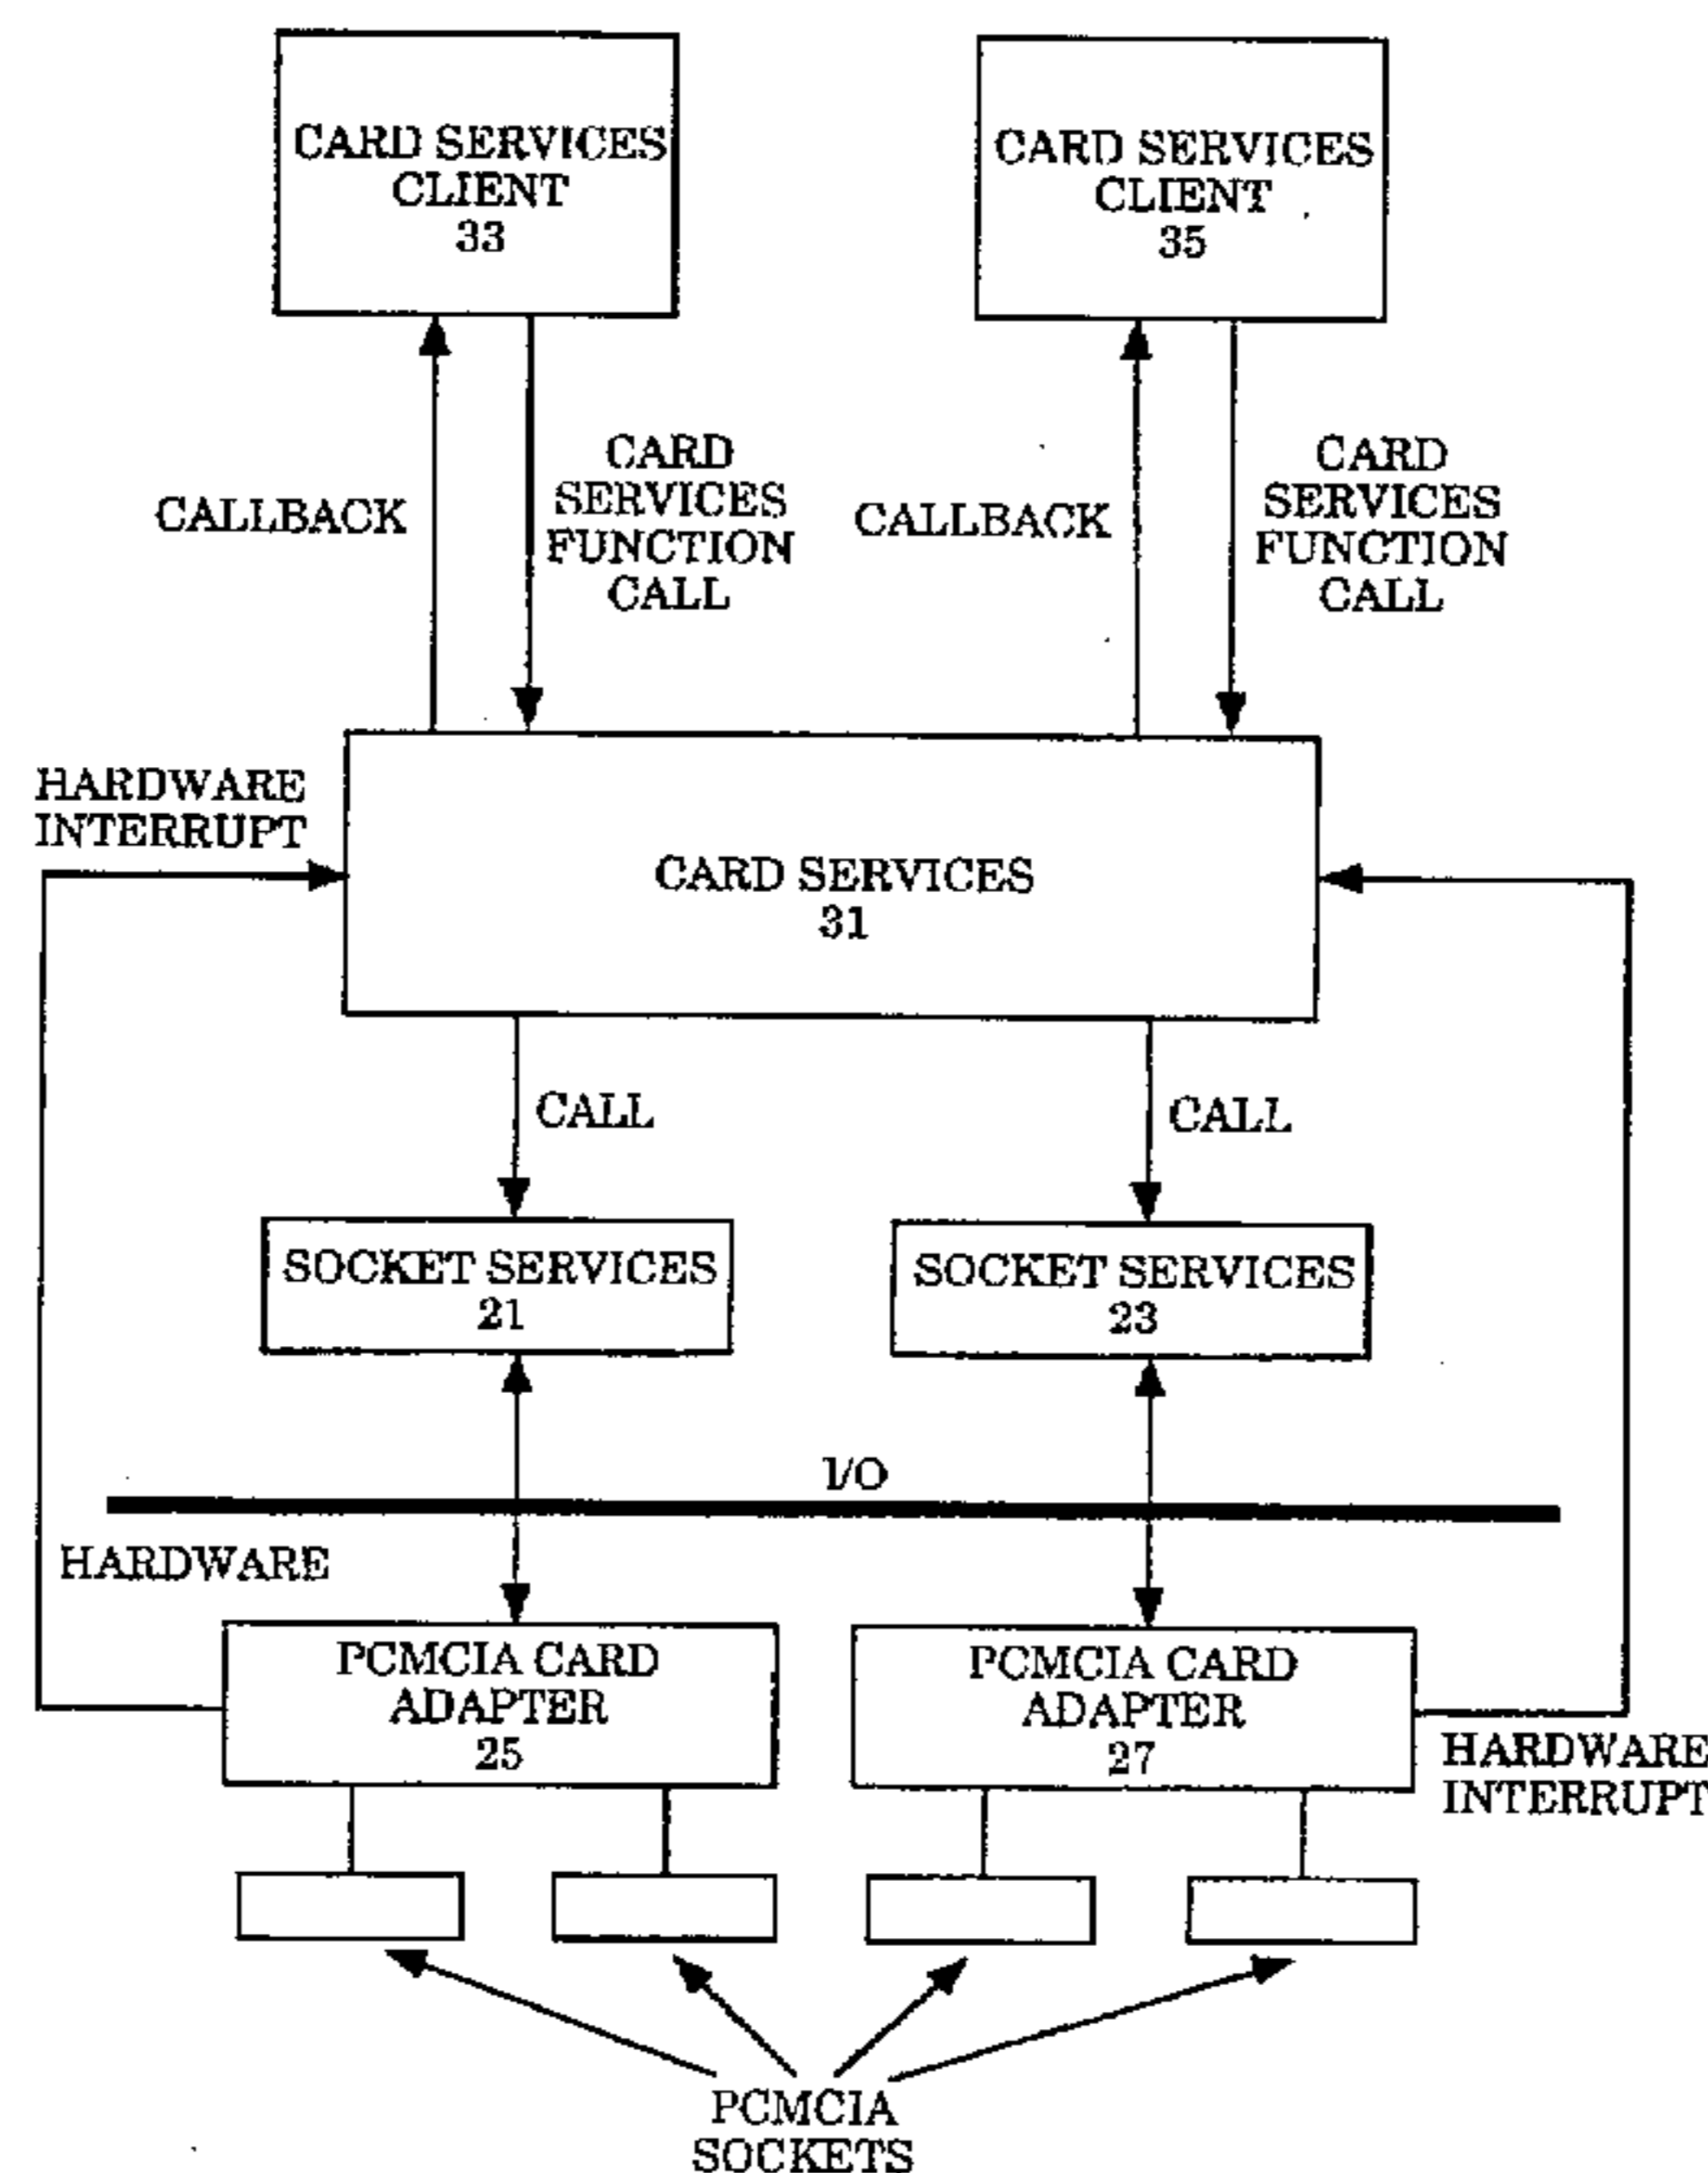 CARD SERVICES
CLIENT
33
CARD SERVICES
CLIENT
35
CALLBACK
CARD
SERVICES
FUNCTION
CALL
CALLBACK
CARD
SERVICES
FUNCTION
CALL
HARDWARE
INTERRUPT
CARD SERVICES
31
CALL
CALL
SOCKET SERVICES
21
SOCKET SERVICES
23
I/O
HARDWARE
PCMCIA CARD
ADAPTER
25
PCMCIA CARD
ADAPTER
27
HARDWARE
INTERRUPT
PCMCIA
SOCKETS